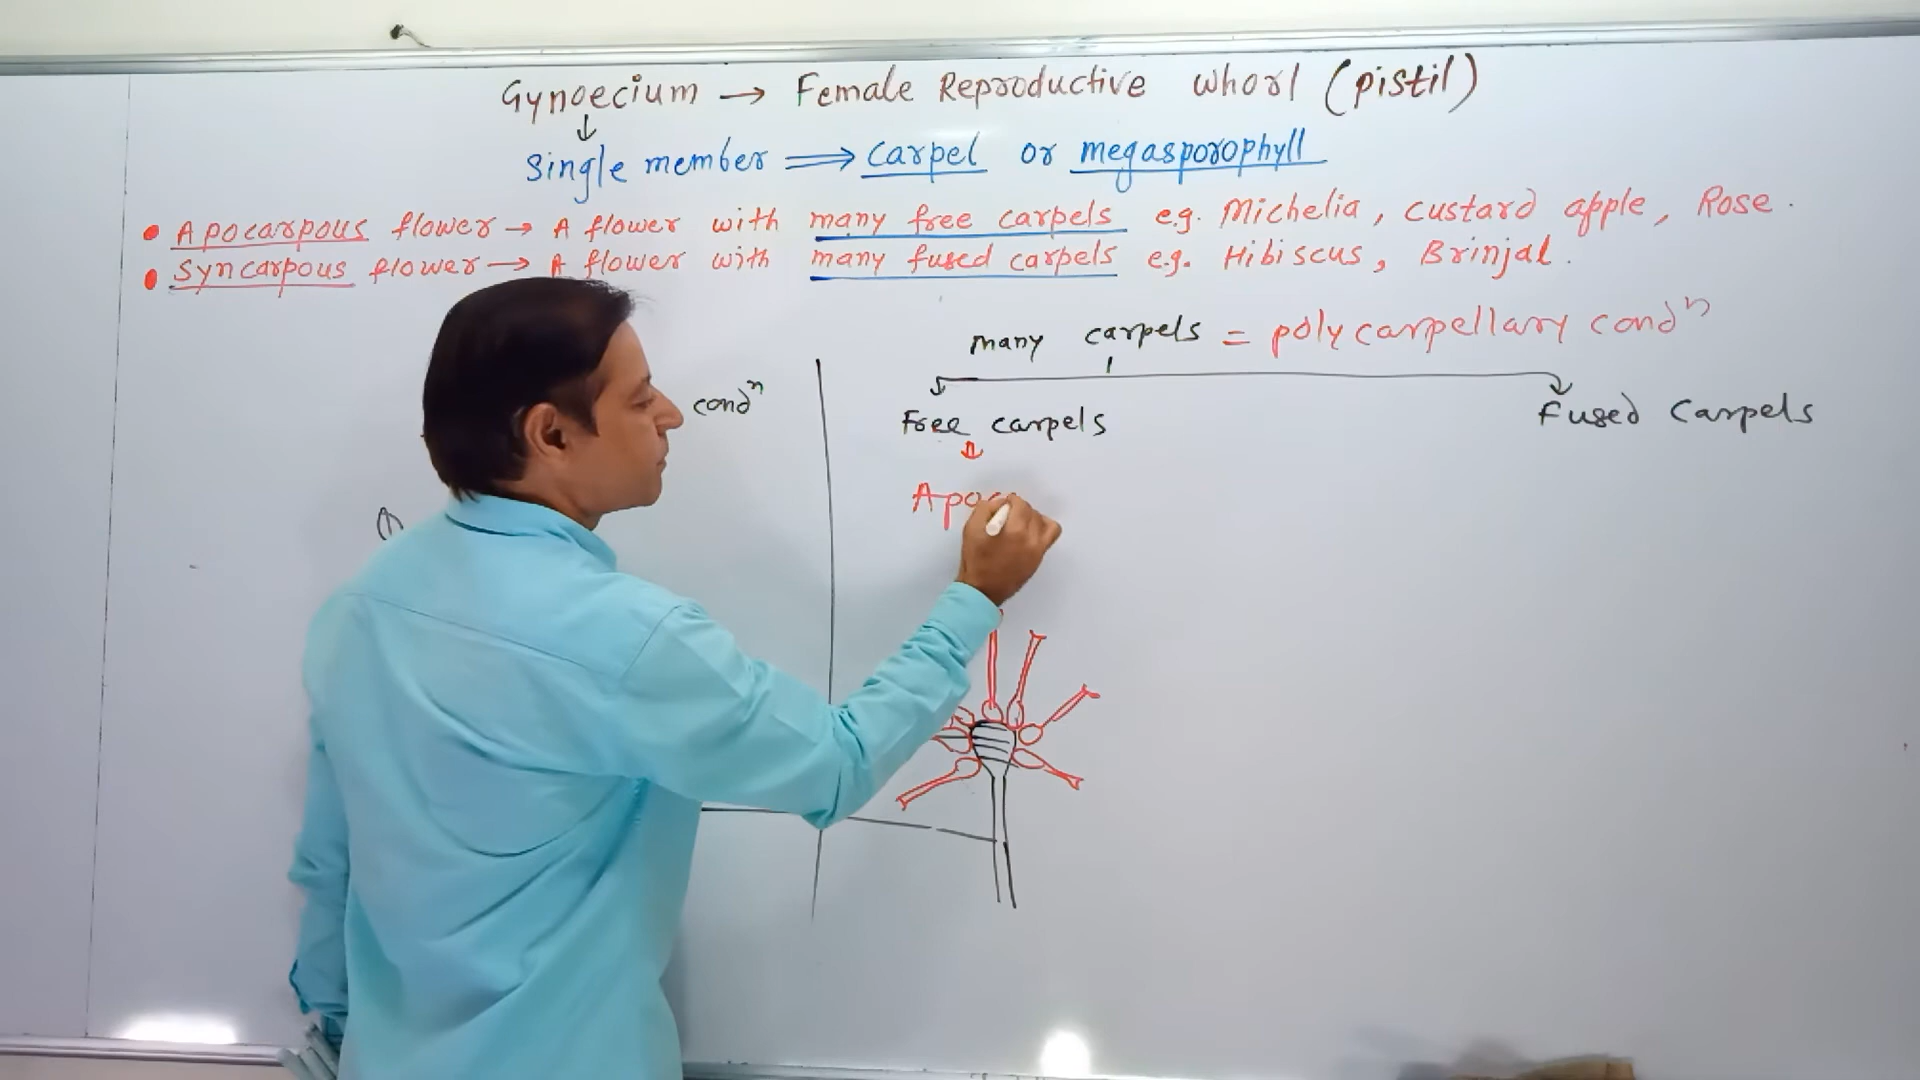 Gynoecium → Female Reproductive whorl (pistil)
↓
Single member ⟹ carpel or megasporophyll
• Apocarpous flower → A flower with many free carpels e.g. Michelia, custard apple, Rose.
• Syncarpous flower → A flower with many fused carpels e.g. Hibiscus, Brinjal.
many carpels = polycarpellary condⁿ
condⁿ
Free carpels
Fused Carpels
Apoc